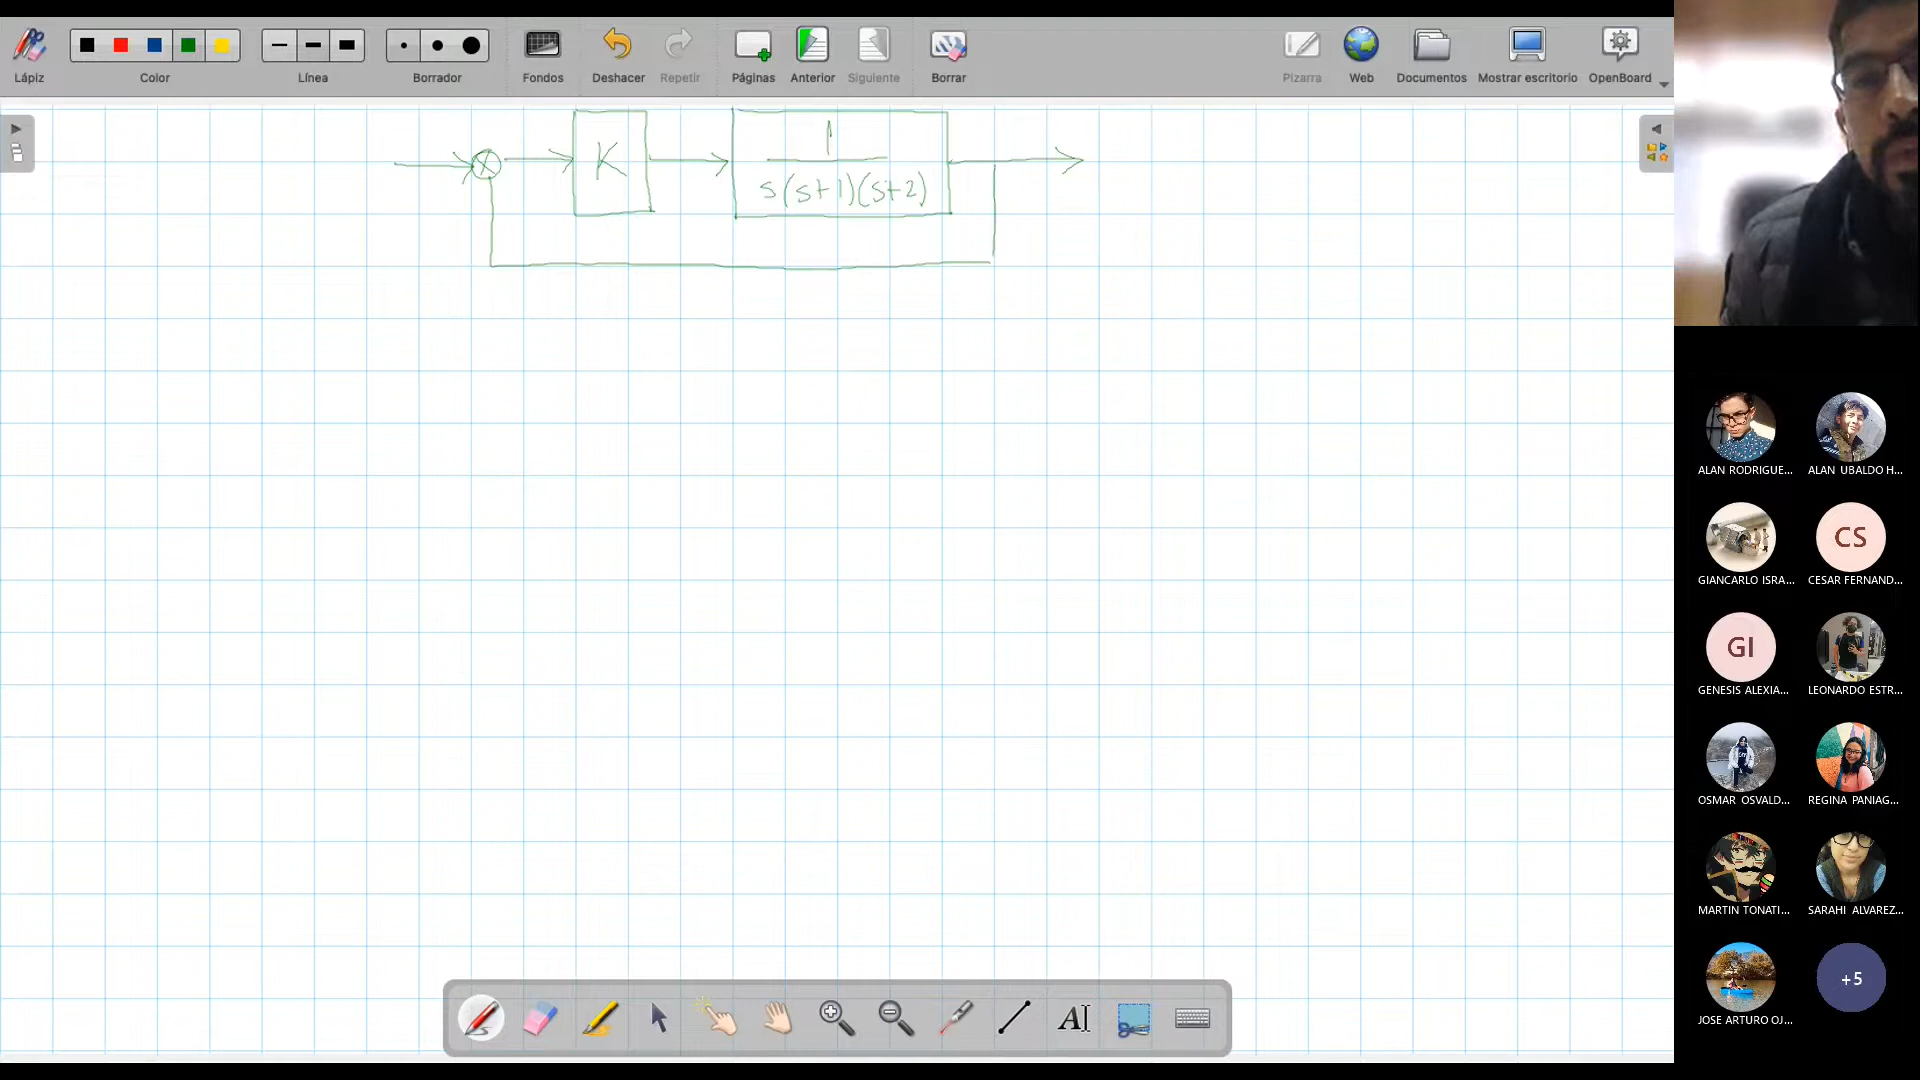 Lápiz
Color
Línea
Borrador
Fondos
Deshacer
Repetir
Páginas
Anterior
Siguiente
Borrar
Pizarra
Web
Documentos
Mostrar escritorio
OpenBoard
K
1
s(s+1)(s+2)
ALAN RODRIGUE...
ALAN UBALDO H...
CS
GIANCARLO ISRA...
CESAR FERNAND...
GI
GENESIS ALEXIA...
LEONARDO ESTR...
OSMAR OSVALD...
REGINA PANIAG...
MARTIN TONATI...
SARAHI ALVAREZ...
+5
JOSE ARTURO OJ...